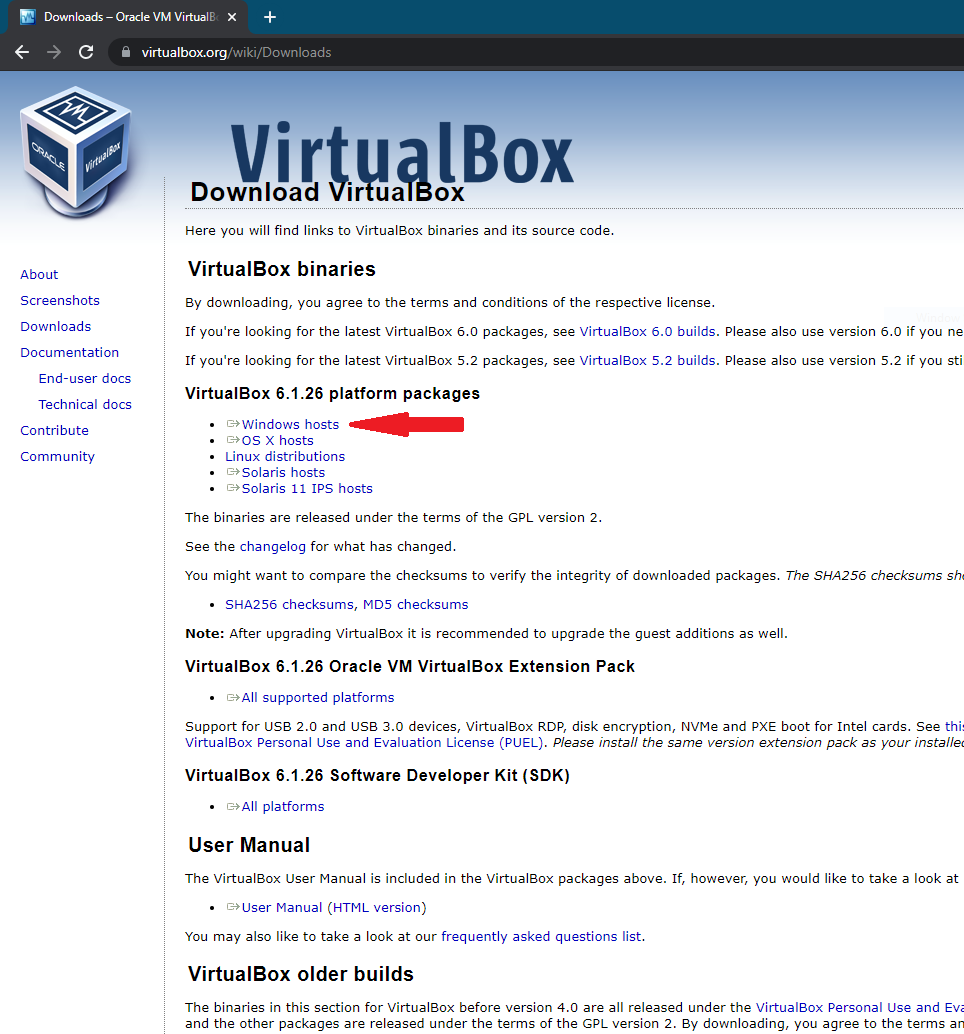 Downloads – Oracle VM VirtualB
virtualbox.org/wiki/Downloads
ORACLE
VM
VirtualBox
VirtualBox
Download VirtualBox
Here you will find links to VirtualBox binaries and its source code.
About
Screenshots
Downloads
Documentation
End-user docs
Technical docs
Contribute
Community
VirtualBox binaries
By downloading, you agree to the terms and conditions of the respective license.
If you're looking for the latest VirtualBox 6.0 packages, see VirtualBox 6.0 builds. Please also use version 6.0 if you ne
If you're looking for the latest VirtualBox 5.2 packages, see VirtualBox 5.2 builds. Please also use version 5.2 if you sti
VirtualBox 6.1.26 platform packages
Windows hosts
OS X hosts
Linux distributions
Solaris hosts
Solaris 11 IPS hosts
The binaries are released under the terms of the GPL version 2.
See the changelog for what has changed.
You might want to compare the checksums to verify the integrity of downloaded packages. The SHA256 checksums sho
SHA256 checksums, MD5 checksums
Note: After upgrading VirtualBox it is recommended to upgrade the guest additions as well.
VirtualBox 6.1.26 Oracle VM VirtualBox Extension Pack
All supported platforms
Support for USB 2.0 and USB 3.0 devices, VirtualBox RDP, disk encryption, NVMe and PXE boot for Intel cards. See this
VirtualBox Personal Use and Evaluation License (PUEL). Please install the same version extension pack as your installed
VirtualBox 6.1.26 Software Developer Kit (SDK)
All platforms
User Manual
The VirtualBox User Manual is included in the VirtualBox packages above. If, however, you would like to take a look at
User Manual (HTML version)
You may also like to take a look at our frequently asked questions list.
VirtualBox older builds
The binaries in this section for VirtualBox before version 4.0 are all released under the VirtualBox Personal Use and Eva
and the other packages are released under the terms of the GPL version 2. By downloading, you agree to the terms an